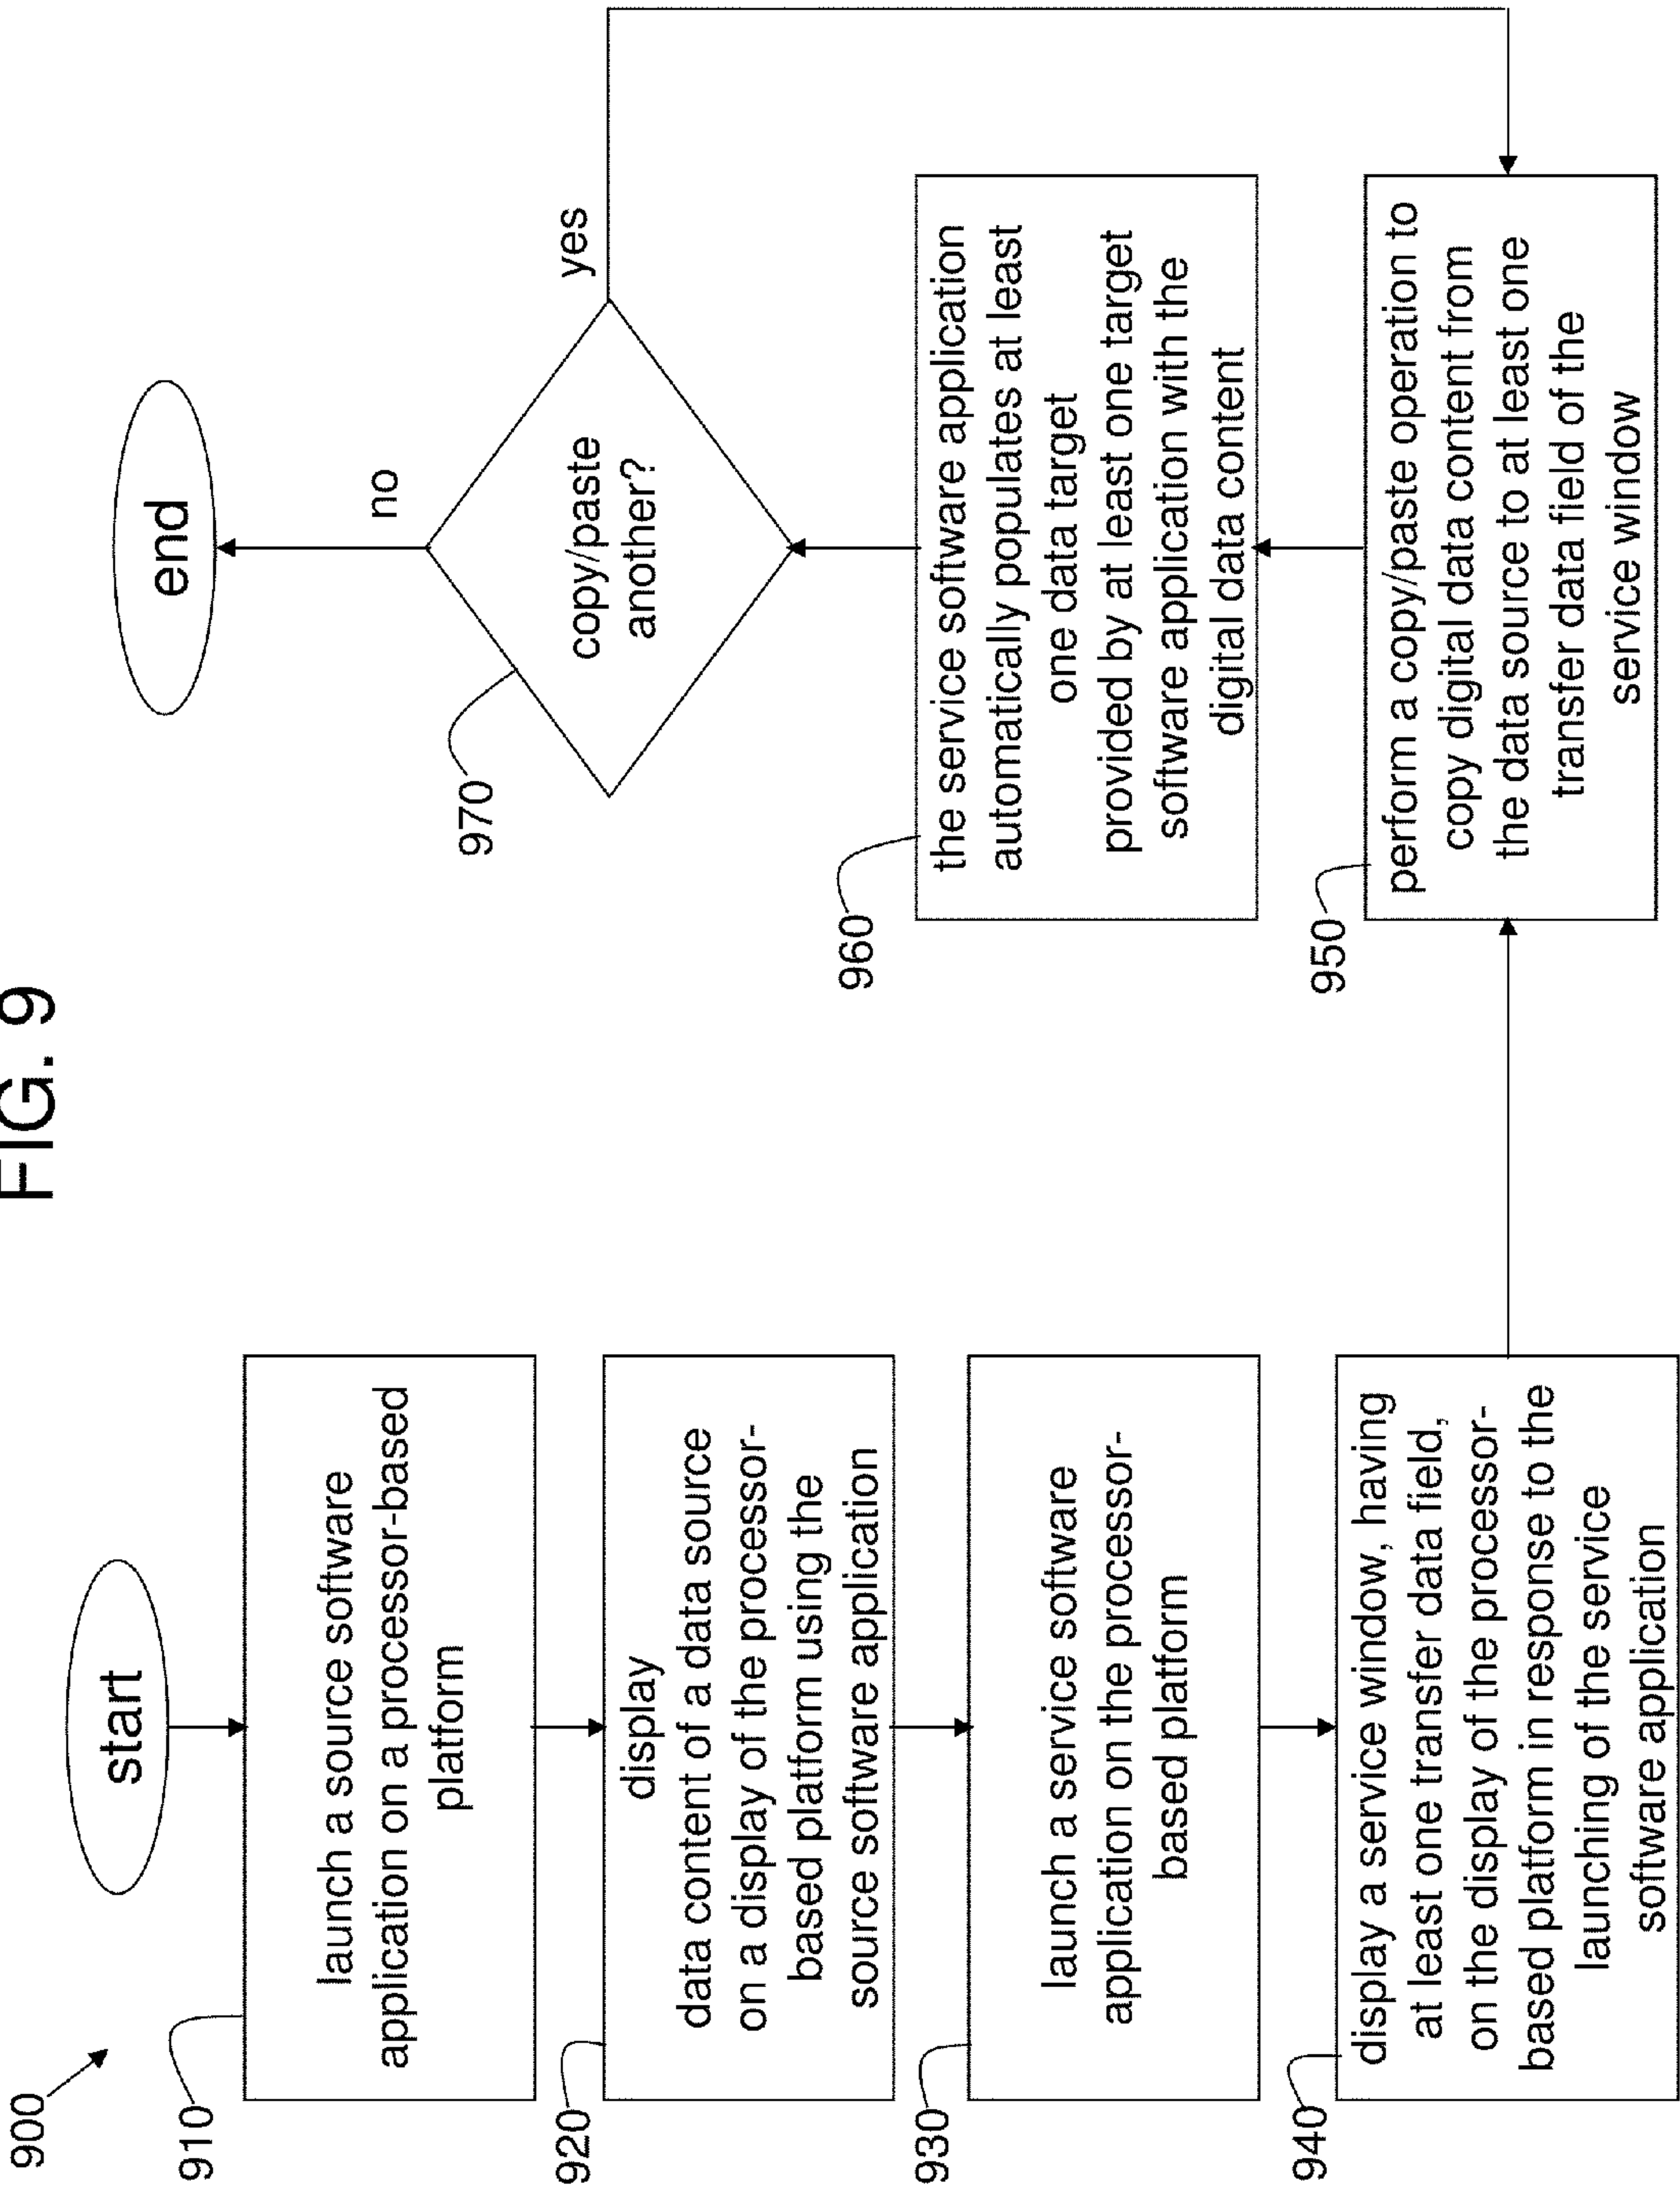 FIG. 9
900
start
910
launch a source software
application on a processor-based
platform
920
display
data content of a data source
on a display of the processor-
based platform using the
source software application
930
launch a service software
application on the processor-
based platform
940
display a service window, having
at least one transfer data field,
on the display of the processor-
based platform in response to the
launching of the service
software application
950
perform a copy/paste operation to
copy digital data content from
the data source to at least one
transfer data field of the
service window
960
the service software application
automatically populates at least
one data target
provided by at least one target
software application with the
digital data content
970
copy/paste
another?
yes
no
end